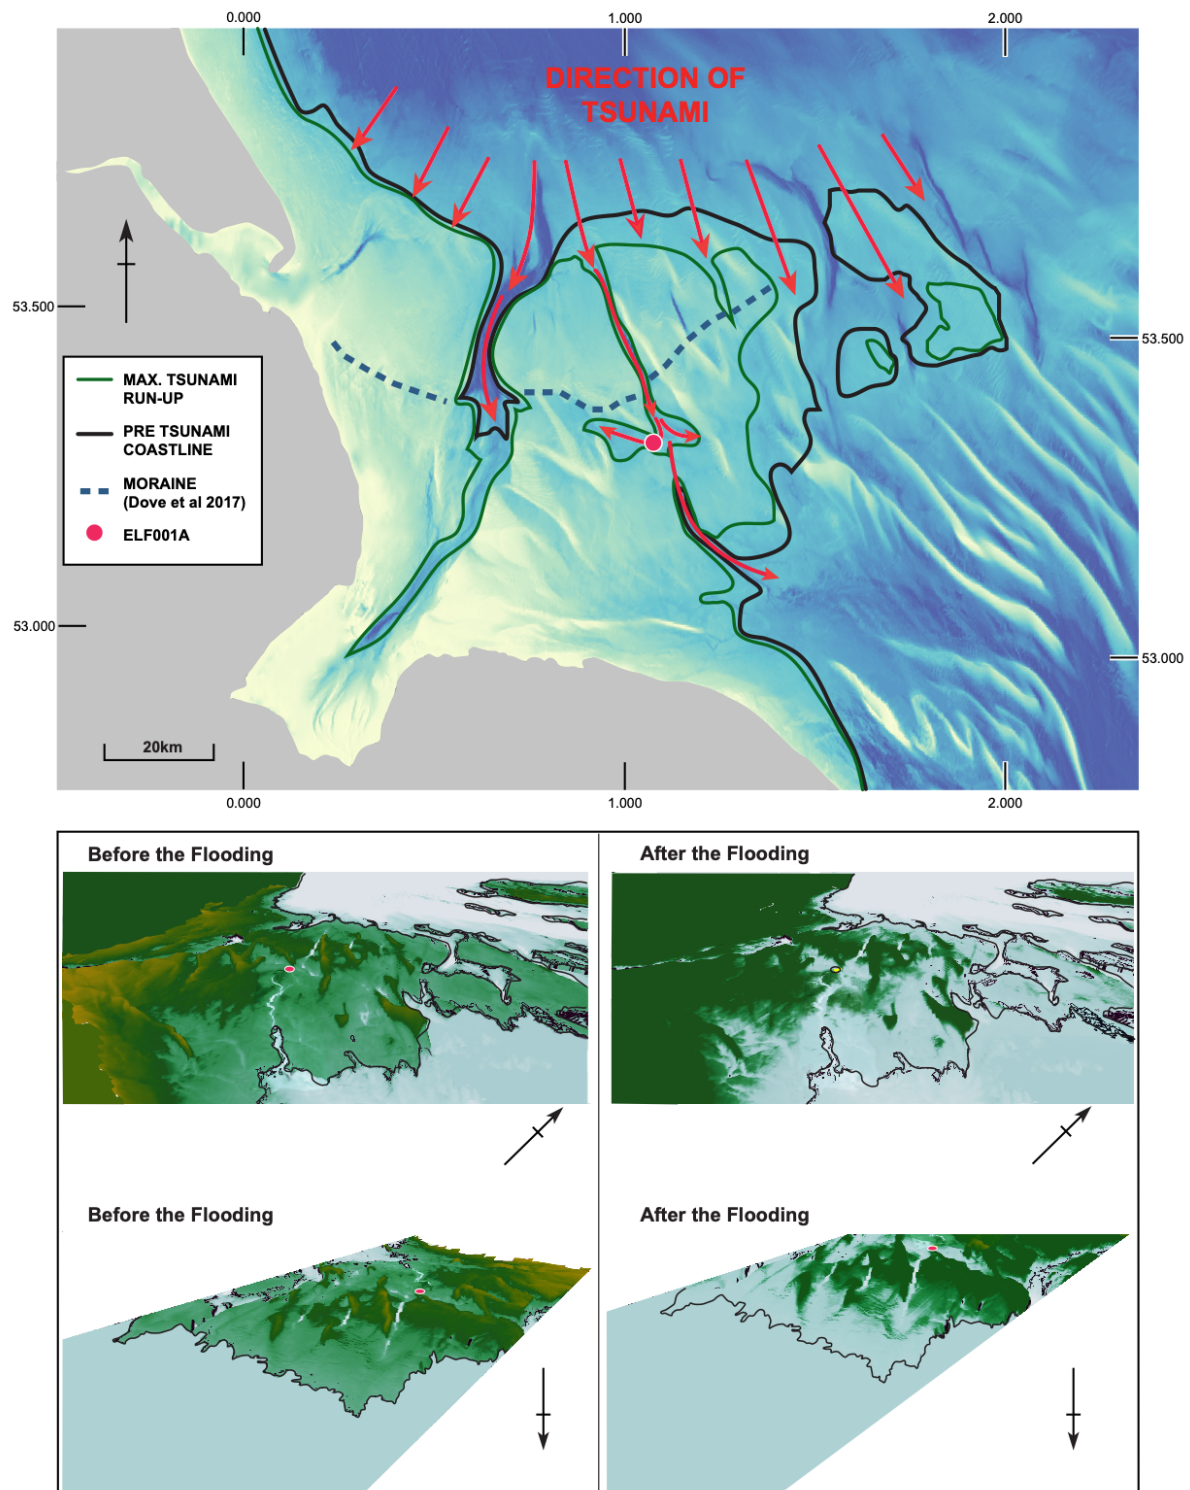 0.000
1.000
2.000
DIRECTION OF
TSUNAMI
53.500
53.500
MAX. TSUNAMI
RUN-UP
PRE TSUNAMI
COASTLINE
MORAINE
(Dove et al 2017)
ELF001A
53.000
53.000
20km
0.000
1.000
2.000
Before the Flooding
After the Flooding
Before the Flooding
After the Flooding